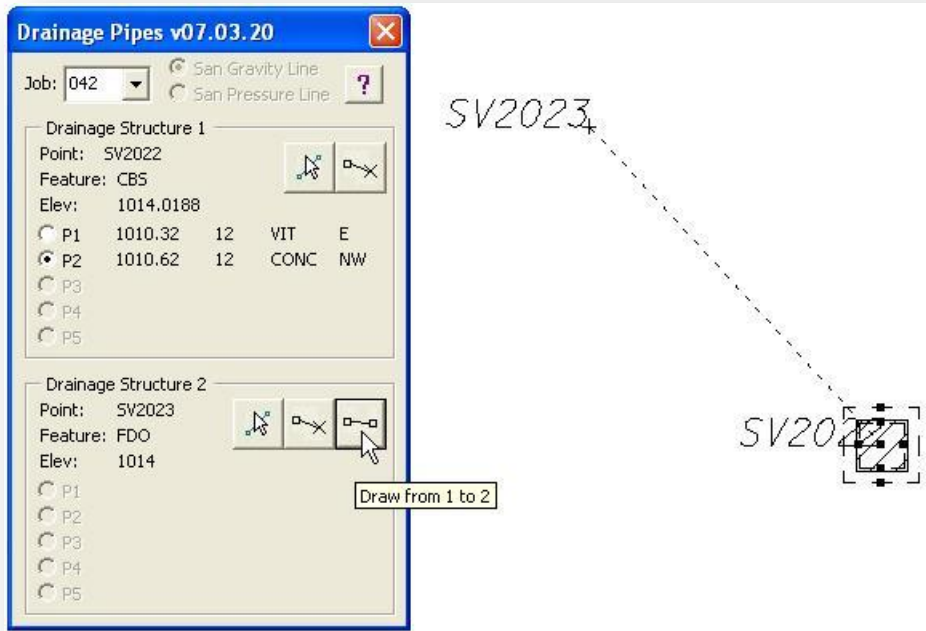 Drainage Pipes v07.03.20
Job: 042
San Gravity Line
San Pressure Line
?
Drainage Structure 1
Point: SV2022
Feature: CBS
Elev: 1014.0188
P1 1010.32 12 VIT E
P2 1010.62 12 CONC NW
P3
P4
P5
Drainage Structure 2
Point: SV2023
Feature: FDO
Elev: 1014
P1
P2
P3
P4
P5
Draw from 1 to 2
SV2023
SV2022